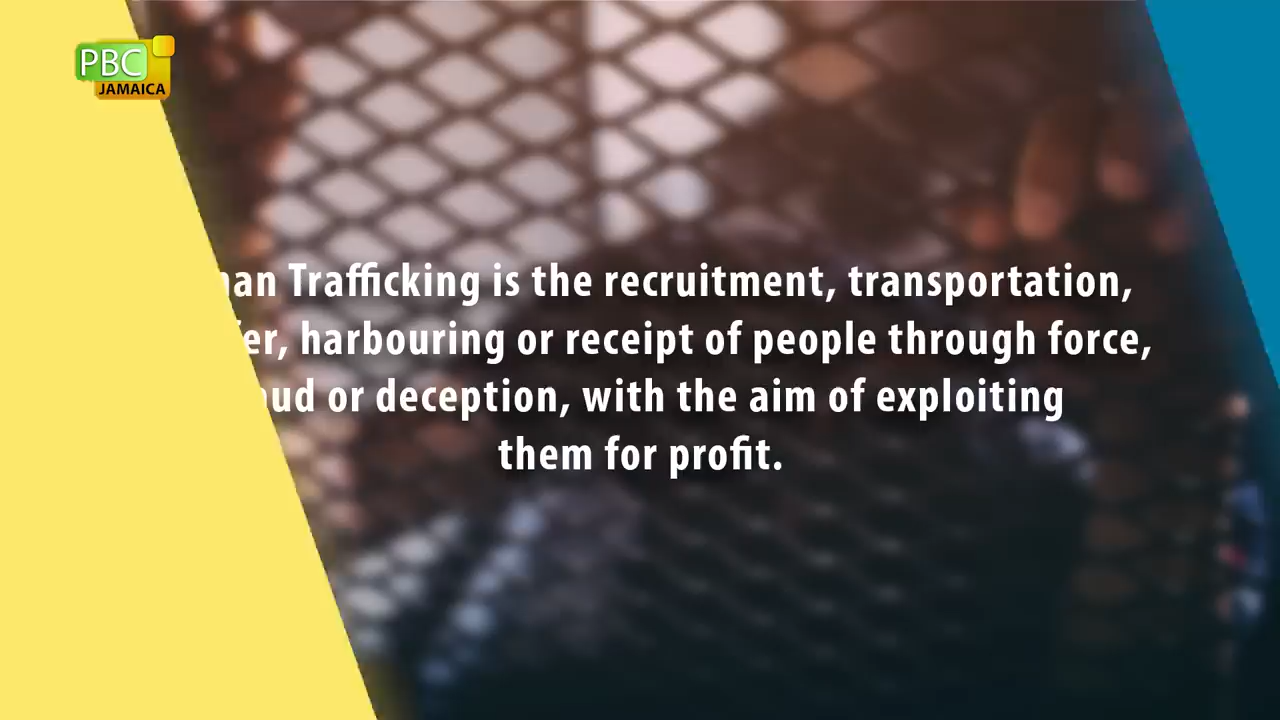 PBC
JAMAICA
Trafficking is the recruitment, transportation,
harbouring or receipt of people through force,
or deception, with the aim of exploiting
them for profit.